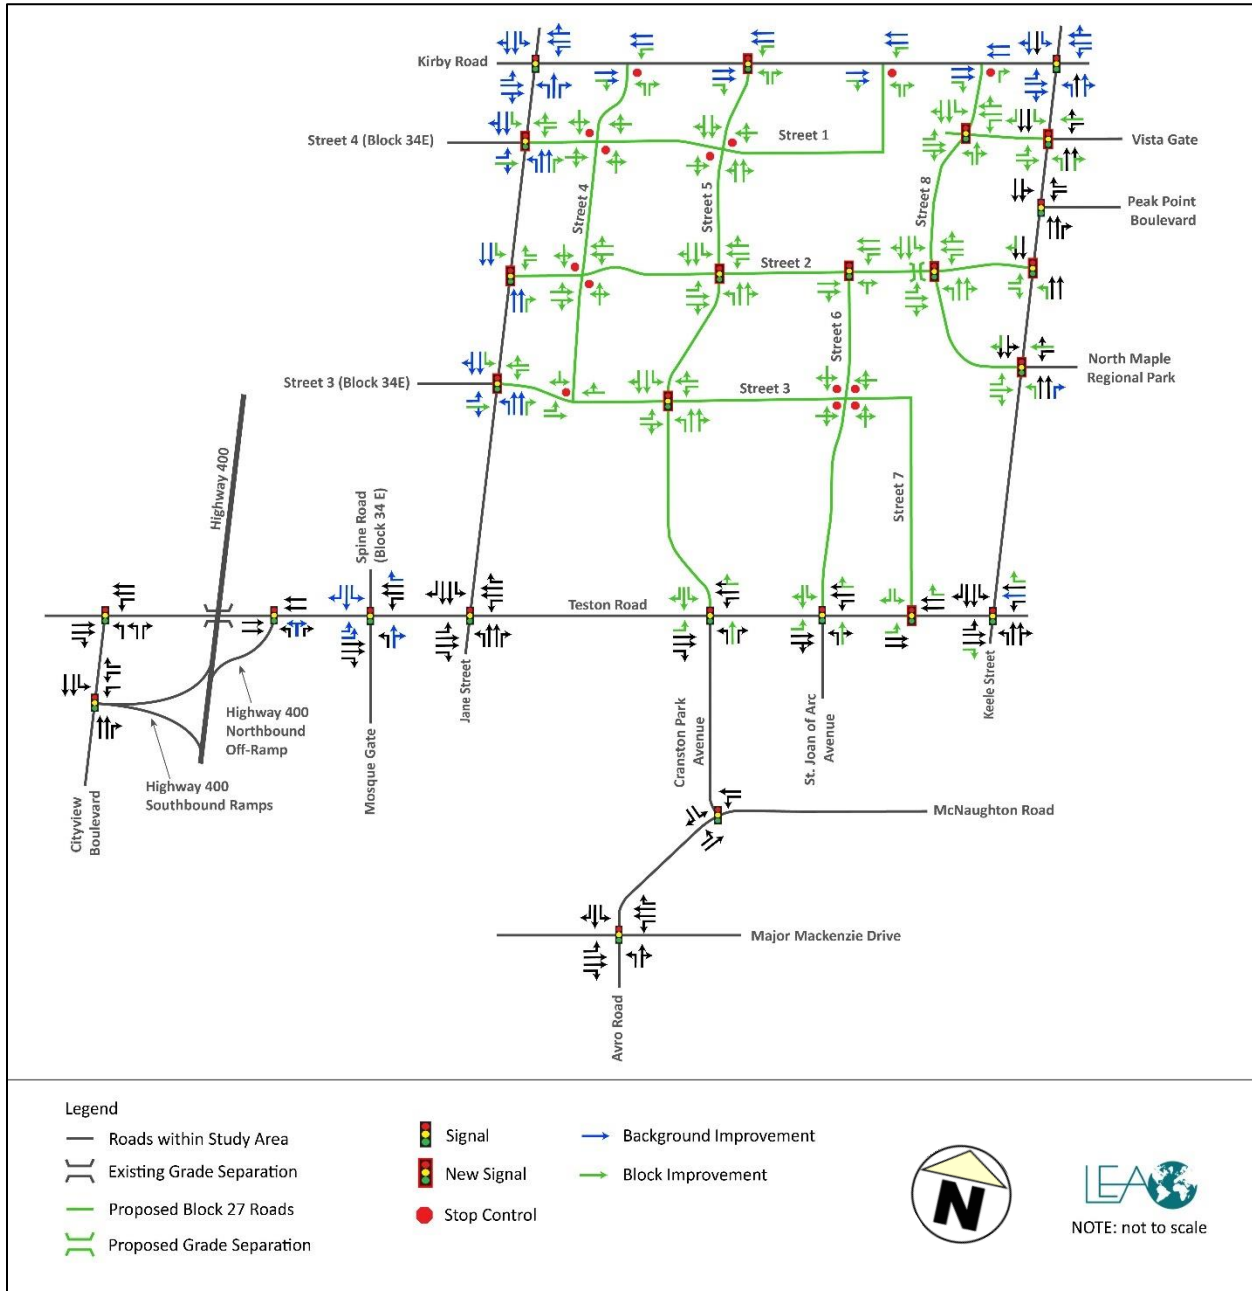 Kirby Road
Street 4 (Block 34E)
Street 1
Vista Gate
Street 4
Street 5
Street 8
Peak Point
Boulevard
Street 2
Street 6
Street 3 (Block 34E)
Street 3
North Maple
Regional Park
Highway 400
Spine Road
(Block 34 E)
Street 7
Teston Road
Jane Street
Keele Street
Highway 400
Northbound
Off-Ramp
Mosque Gate
Cranston Park
Avenue
St. Joan of Arc
Avenue
Highway 400
Southbound Ramps
Cityview
Boulevard
McNaughton Road
Major Mackenzie Drive
Avro Road
Legend
Roads within Study Area
Existing Grade Separation
Proposed Block 27 Roads
Proposed Grade Separation
Signal
New Signal
Stop Control
Background Improvement
Block Improvement
N
LEA
NOTE: not to scale